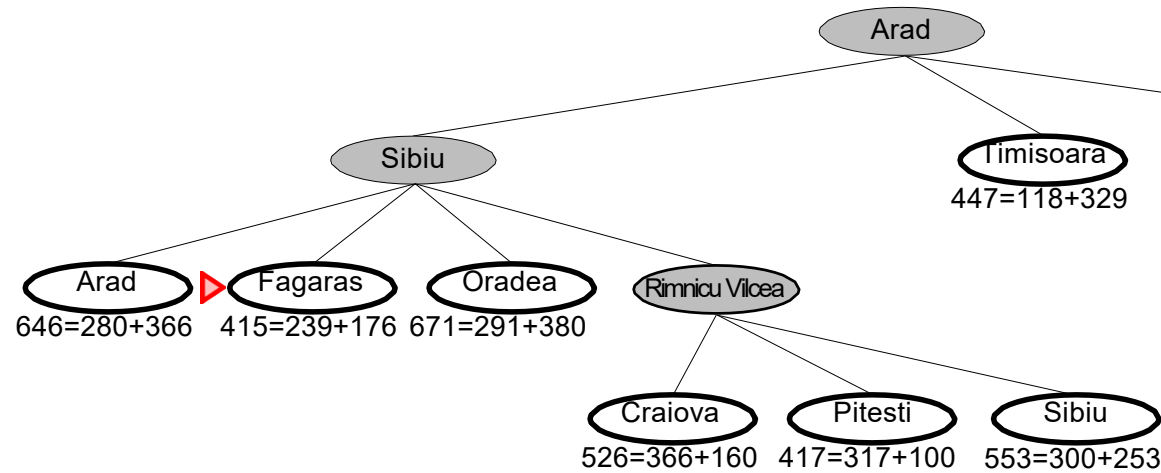 Arad
Sibiu
Timisoara
447=118+329
Arad
Fagaras
Oradea
Rimnicu Vilcea
646=280+366
415=239+176
671=291+380
Craiova
Pitesti
Sibiu
526=366+160
417=317+100
553=300+253